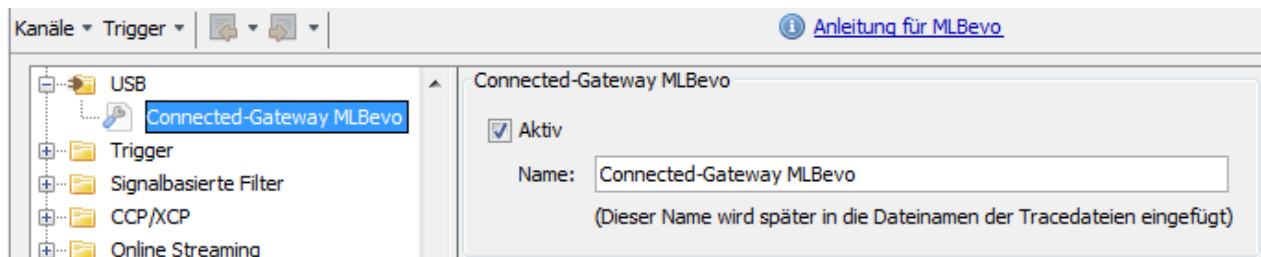 Kanäle Trigger
Anleitung für MLBevo
USB
Connected-Gateway MLBevo
Trigger
Signalbasierte Filter
CCP/XCP
Online Streaming
Connected-Gateway MLBevo
Aktiv
Name: Connected-Gateway MLBevo
(Dieser Name wird später in die Dateinamen der Tracedateien eingefügt)